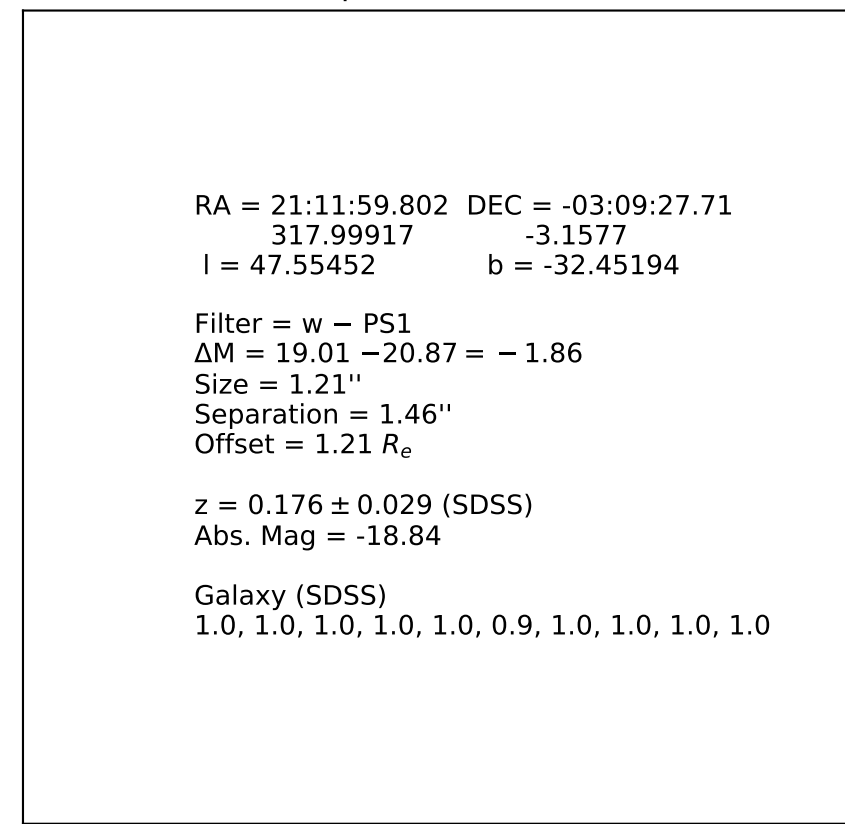 RA = 21:11:59.802 DEC = -03:09:27.71
317.99917 -3.1577
l = 47.55452 b = -32.45194
Filter = w − PS1
ΔM = 19.01 −20.87 = − 1.86
Size = 1.21''
Separation = 1.46''
Offset = 1.21 Rₑ
z = 0.176 ± 0.029 (SDSS)
Abs. Mag = -18.84
Galaxy (SDSS)
1.0, 1.0, 1.0, 1.0, 1.0, 0.9, 1.0, 1.0, 1.0, 1.0